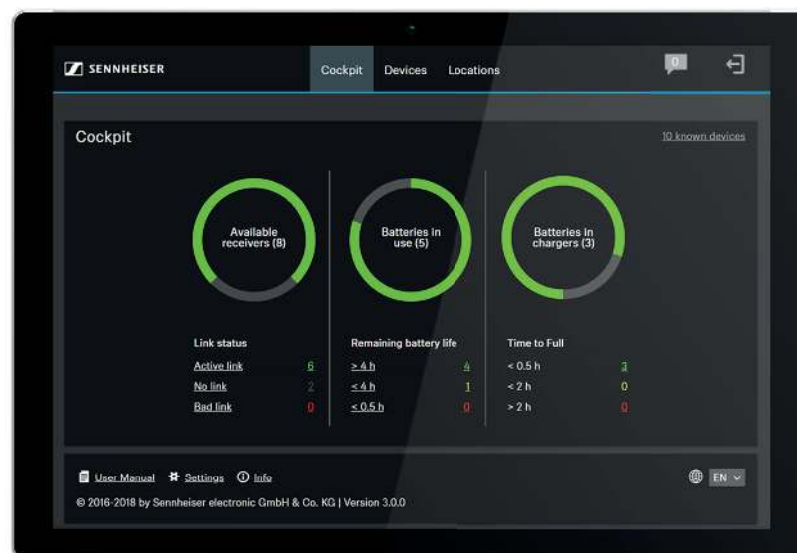 SENNHEISER
Cockpit Devices Locations
0
Cockpit
10 known devices
Available
receivers (8)
Batteries in
use (5)
Batteries in
chargers (3)
Link status
Active link 6
No link 2
Bad link 0
Remaining battery life
> 4 h 4
< 4 h 1
< 0.5 h 0
Time to Full
< 0.5 h 3
< 2 h 0
> 2 h 0
User Manual Settings Info
EN
© 2016-2018 by Sennheiser electronic GmbH & Co. KG | Version 3.0.0